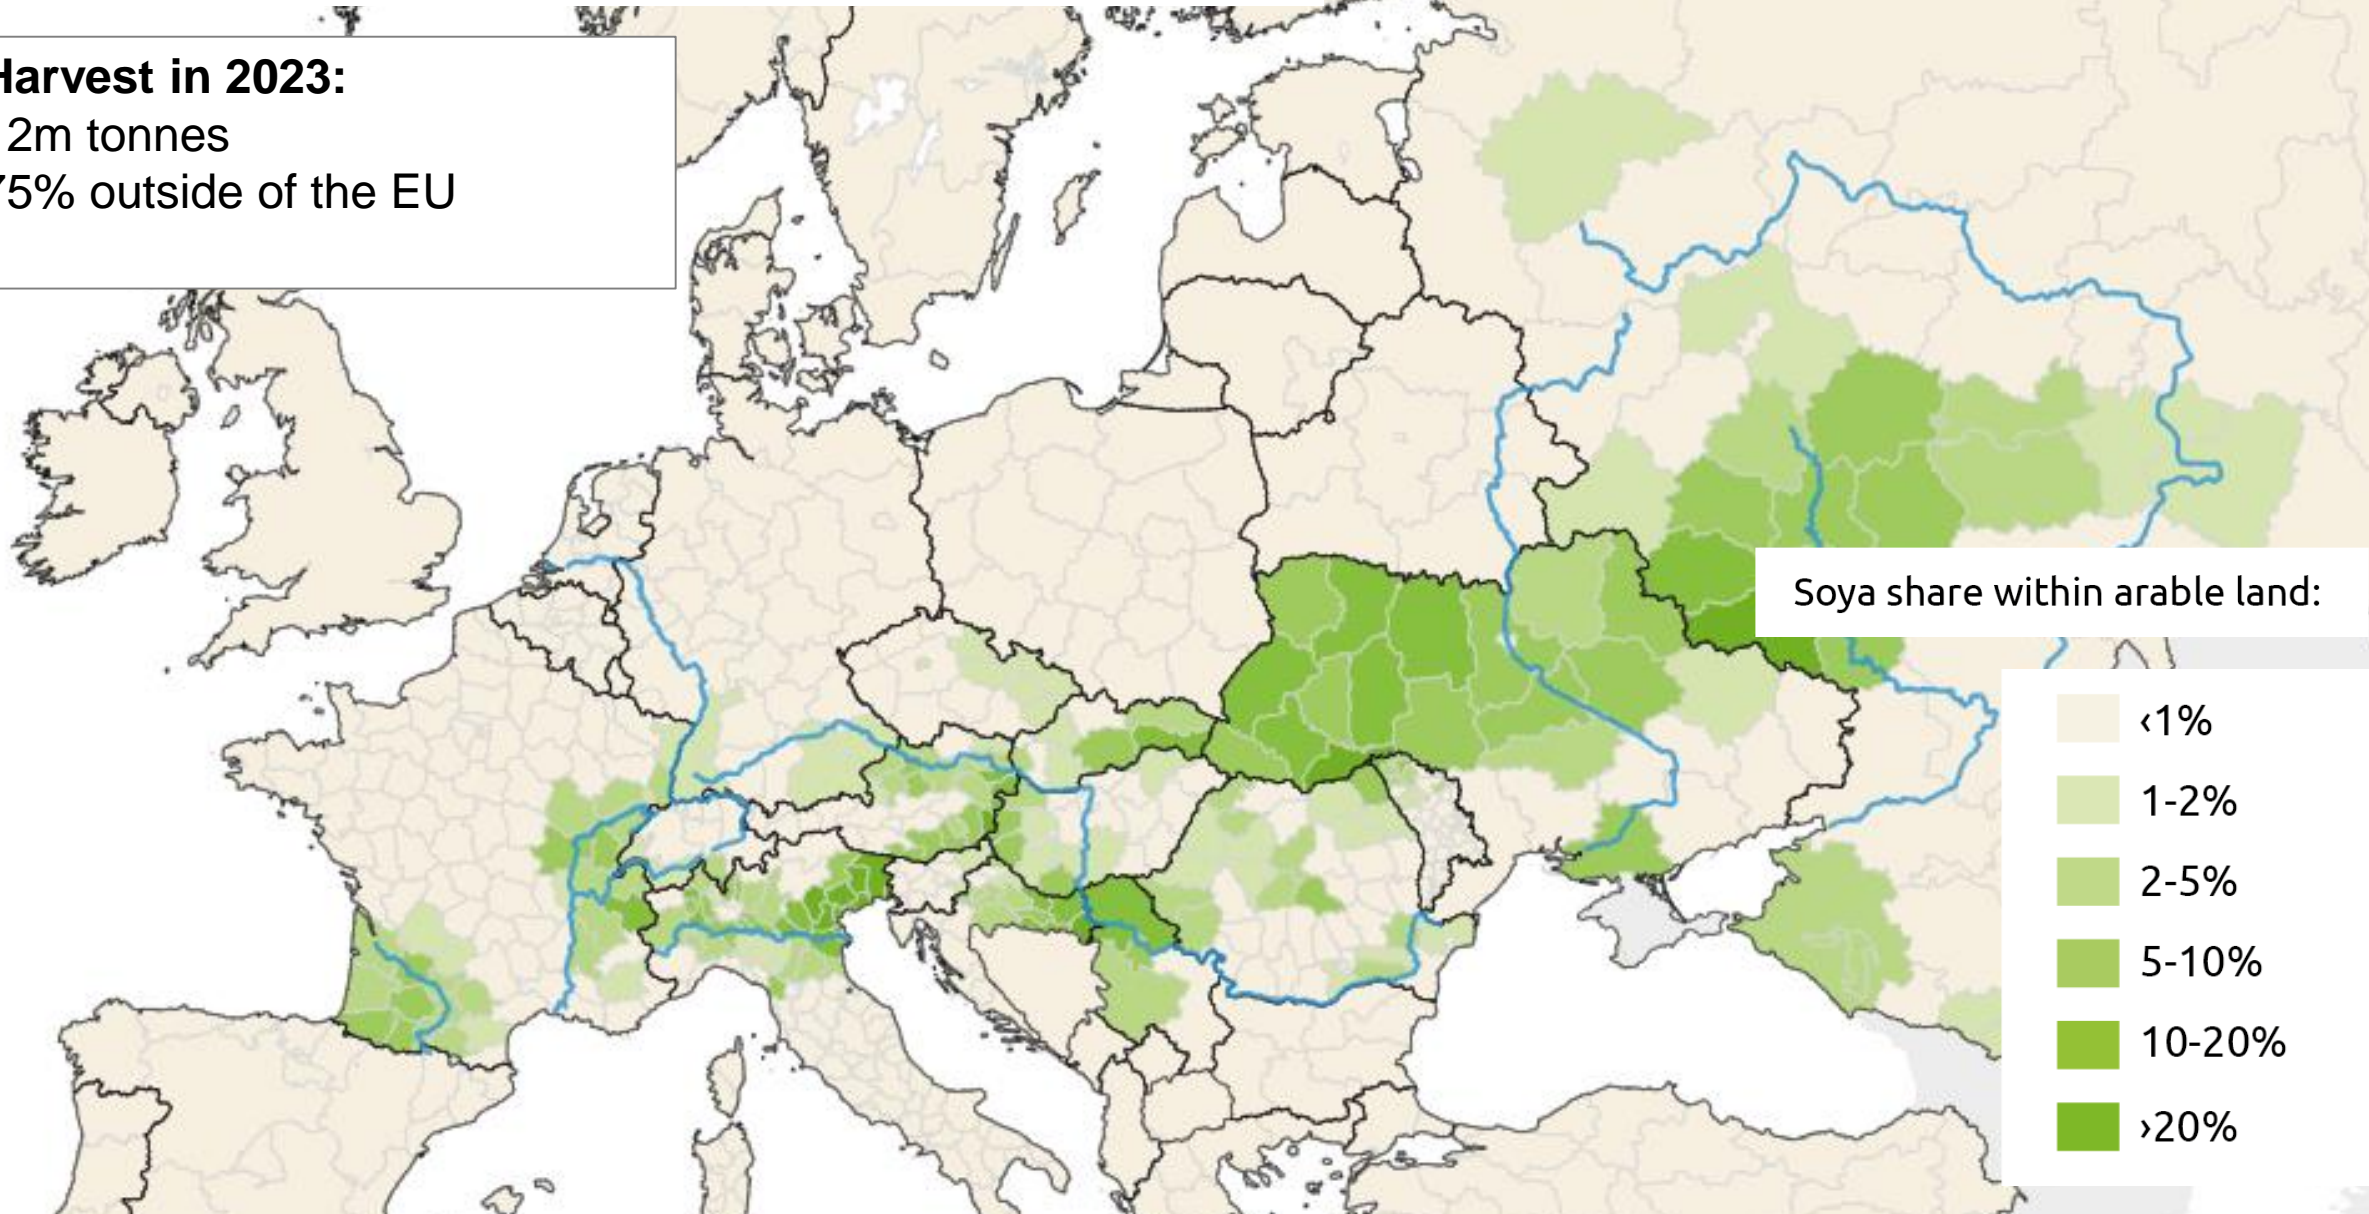 Harvest in 2023:
2m tonnes
75% outside of the EU
Soya share within arable land:
‹1%
1-2%
2-5%
5-10%
10-20%
›20%